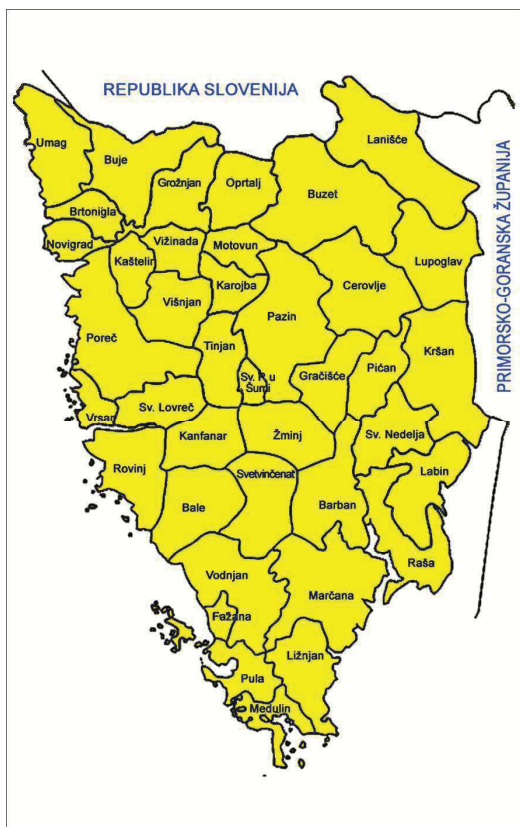 REPUBLIKA SLOVENIJA
PRIMORSKO-GORANSKA ŽUPANIJA
Umag
Lanišće
Buje
Grožnjan
Oprtalj
Buzet
Brtonigla
Novigrad
Vižinada
Motovun
Kaštelir
Lupoglav
Karojba
Cerovlje
Višnjan
Pazin
Poreč
Tinjan
Kršan
Gračišće
Pićan
Sv. P. u
Šumi
Vrsar
Sv. Lovreč
Kanfanar
Žminj
Sv. Nedelja
Rovinj
Svetvinčenat
Labin
Bale
Barban
Raša
Vodnjan
Marčana
Fažana
Ližnjan
Pula
Medulin